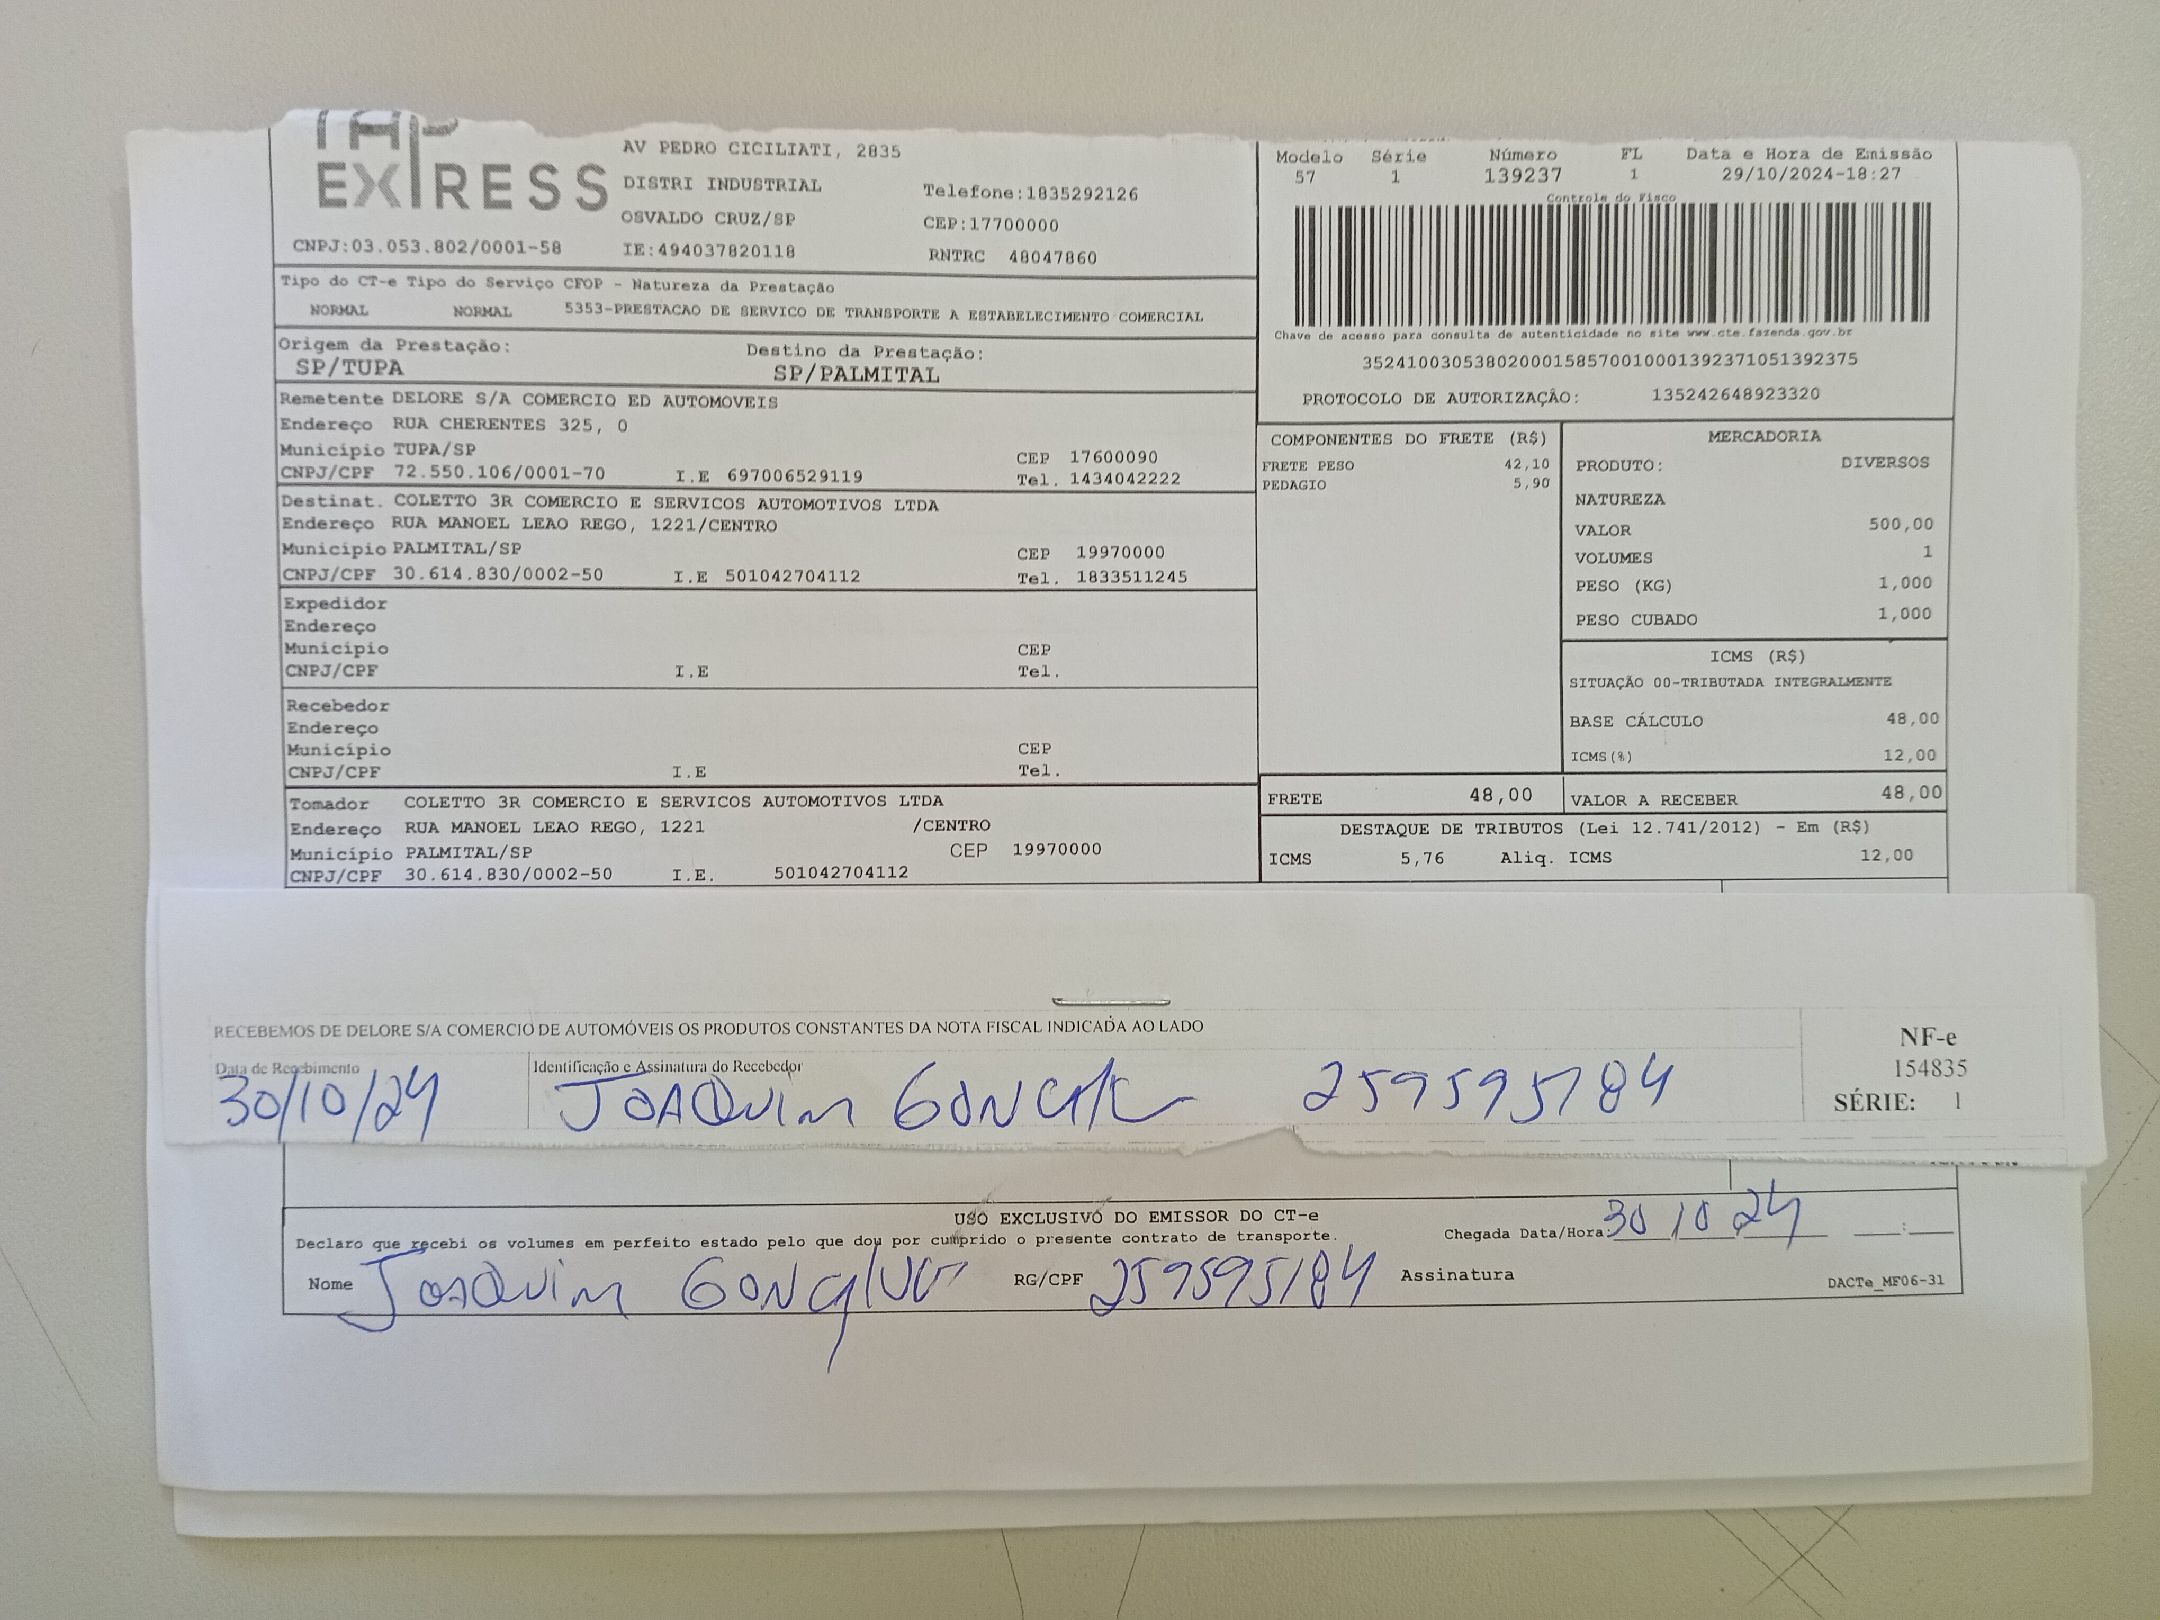 EXPRESS
AV PEDRO CICILIATI, 2835
DISTRI INDUSTRIAL
Telefone:1835292126
OSVALDO CRUZ/SP
CEP:17700000
CNPJ:03.053.802/0001-58
IE:494037820118
RNTRC 48047860
Modelo Série Número FL Data e Hora de Emissão
57 1 139237 1 29/10/2024-18:27
Controle do Fisco
Chave de acesso para consulta de autenticidade no site www.cte.fazenda.gov.br
35241003053802000158570010001392371051392375
PROTOCOLO DE AUTORIZAÇÂO: 135242648923320
Tipo do CT-e Tipo do Serviço CFOP - Natureza da Prestação
NORMAL NORMAL 5353-PRESTACAO DE SERVICO DE TRANSPORTE A ESTABELECIMENTO COMERCIAL
Origem da Prestação: Destino da Prestação:
SP/TUPA SP/PALMITAL
Remetente DELORE S/A COMERCIO ED AUTOMOVEIS
Endereço RUA CHERENTES 325, 0
Município TUPA/SP CEP 17600090
CNPJ/CPF 72.550.106/0001-70 I.E 697006529119 Tel. 1434042222
Destinat. COLETTO 3R COMERCIO E SERVICOS AUTOMOTIVOS LTDA
Endereço RUA MANOEL LEAO REGO, 1221/CENTRO
Município PALMITAL/SP CEP 19970000
CNPJ/CPF 30.614.830/0002-50 I.E 501042704112 Tel. 1833511245
Expedidor
Endereço
Município CEP
CNPJ/CPF I.E Tel.
Recebedor
Endereço
Município CEP
CNPJ/CPF I.E Tel.
Tomador COLETTO 3R COMERCIO E SERVICOS AUTOMOTIVOS LTDA
Endereço RUA MANOEL LEAO REGO, 1221 /CENTRO
Município PALMITAL/SP CEP 19970000
CNPJ/CPF 30.614.830/0002-50 I.E. 501042704112
COMPONENTES DO FRETE (R$)
FRETE PESO 42,10
PEDAGIO 5,90
MERCADORIA
PRODUTO: DIVERSOS
NATUREZA
VALOR 500,00
VOLUMES 1
PESO (KG) 1,000
PESO CUBADO 1,000
ICMS (R$)
SITUAÇÃO 00-TRIBUTADA INTEGRALMENTE
BASE CÁLCULO 48,00
ICMS(%) 12,00
FRETE 48,00 VALOR A RECEBER 48,00
DESTAQUE DE TRIBUTOS (Lei 12.741/2012) - Em (R$)
ICMS 5,76 Aliq. ICMS 12,00
RECEBEMOS DE DELORE S/A COMERCIO DE AUTOMÓVEIS OS PRODUTOS CONSTANTES DA NOTA FISCAL INDICADA AO LADO
Data de Recebimento Identificação e Assinatura do Recebedor
30/10/24 JOAQUIM 259595184
NF-e
154835
SÉRIE: 1
USO EXCLUSIVO DO EMISSOR DO CT-e
Declaro que recebi os volumes em perfeito estado pelo que dou por cumprido o presente contrato de transporte.
Chegada Data/Hora: 30 10 24 :
Nome JOAQUIM GONÇALVES RG/CPF 259595184 Assinatura
DACTe_MF06-31